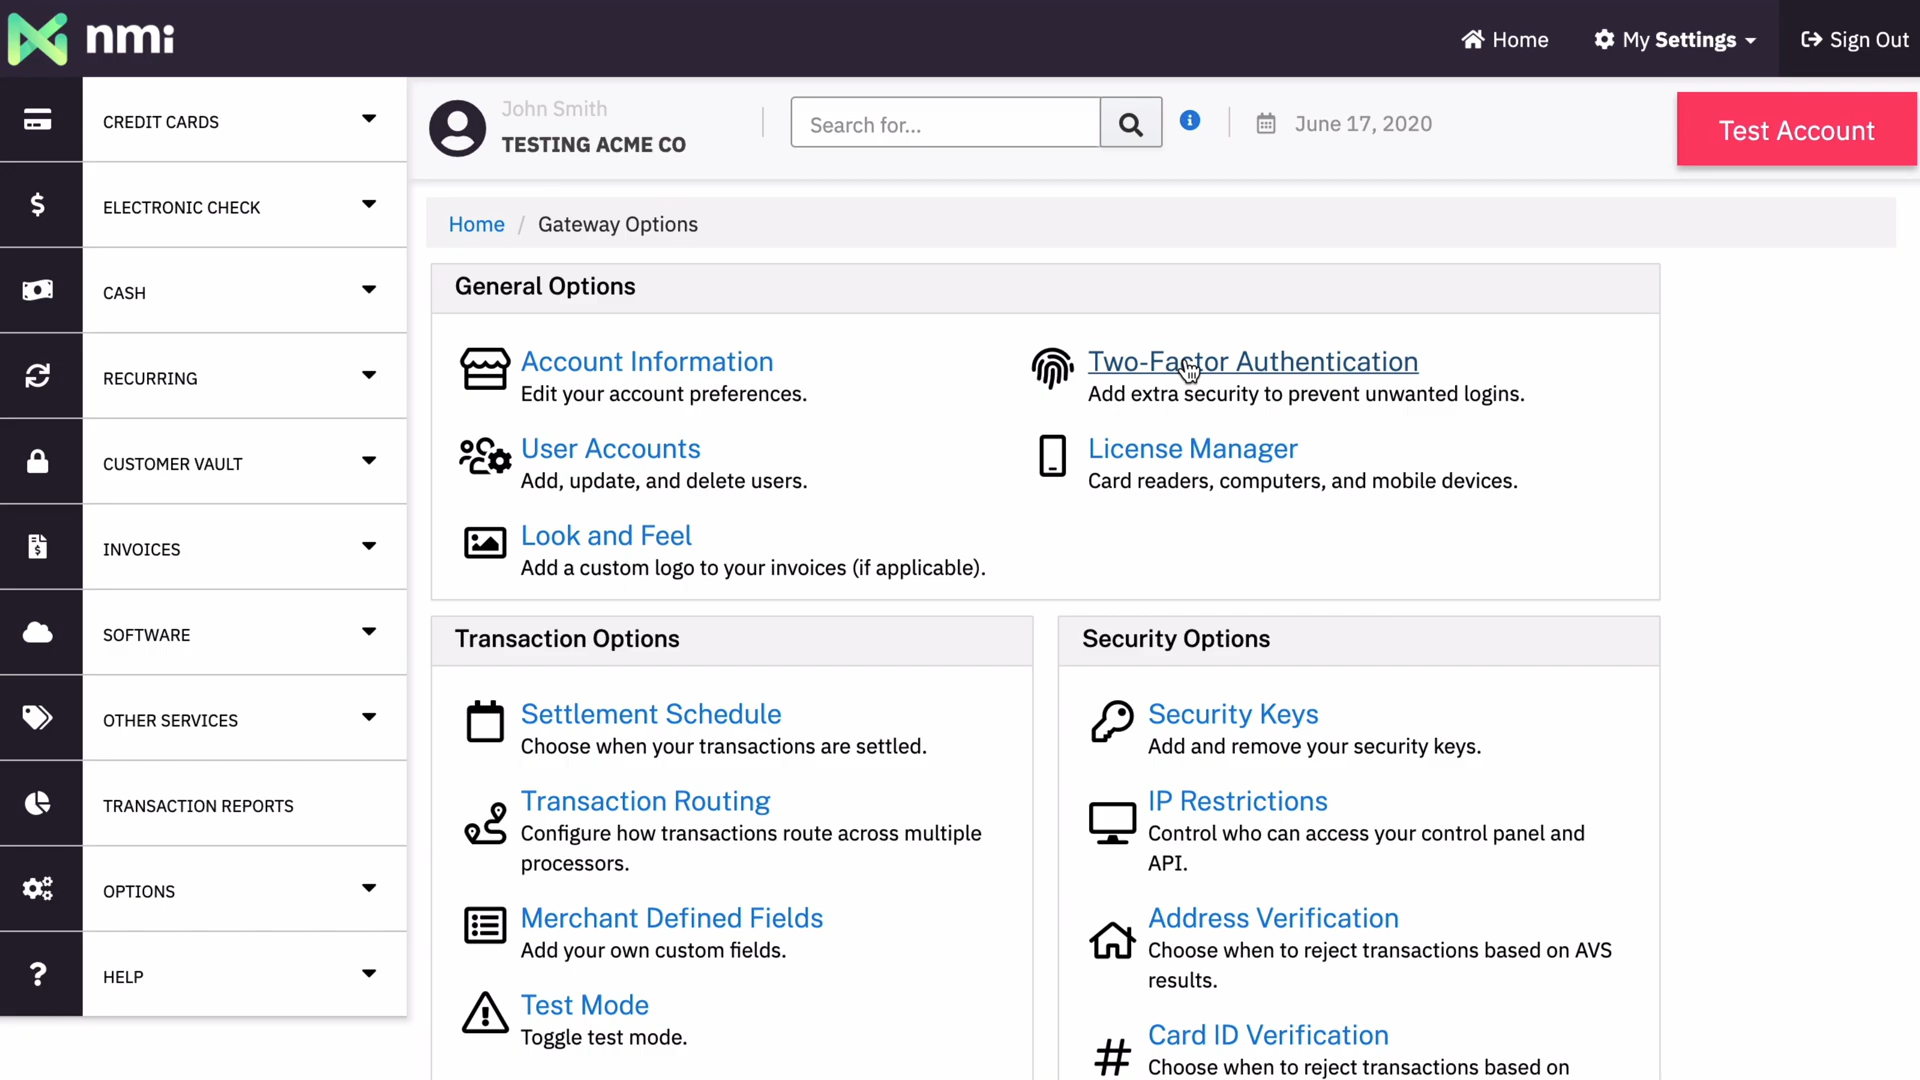 nmi
Home
My Settings
Sign Out
CREDIT CARDS
ELECTRONIC CHECK
CASH
RECURRING
CUSTOMER VAULT
INVOICES
SOFTWARE
OTHER SERVICES
TRANSACTION REPORTS
OPTIONS
HELP
John Smith
TESTING ACME CO
Search for...
June 17, 2020
Test Account
Home / Gateway Options
General Options
Account Information
Edit your account preferences.
User Accounts
Add, update, and delete users.
Look and Feel
Add a custom logo to your invoices (if applicable).
Two-Factor Authentication
Add extra security to prevent unwanted logins.
License Manager
Card readers, computers, and mobile devices.
Transaction Options
Settlement Schedule
Choose when your transactions are settled.
Transaction Routing
Configure how transactions route across multiple
processors.
Merchant Defined Fields
Add your own custom fields.
Test Mode
Toggle test mode.
Security Options
Security Keys
Add and remove your security keys.
IP Restrictions
Control who can access your control panel and
API.
Address Verification
Choose when to reject transactions based on AVS
results.
Card ID Verification
Choose when to reject transactions based on